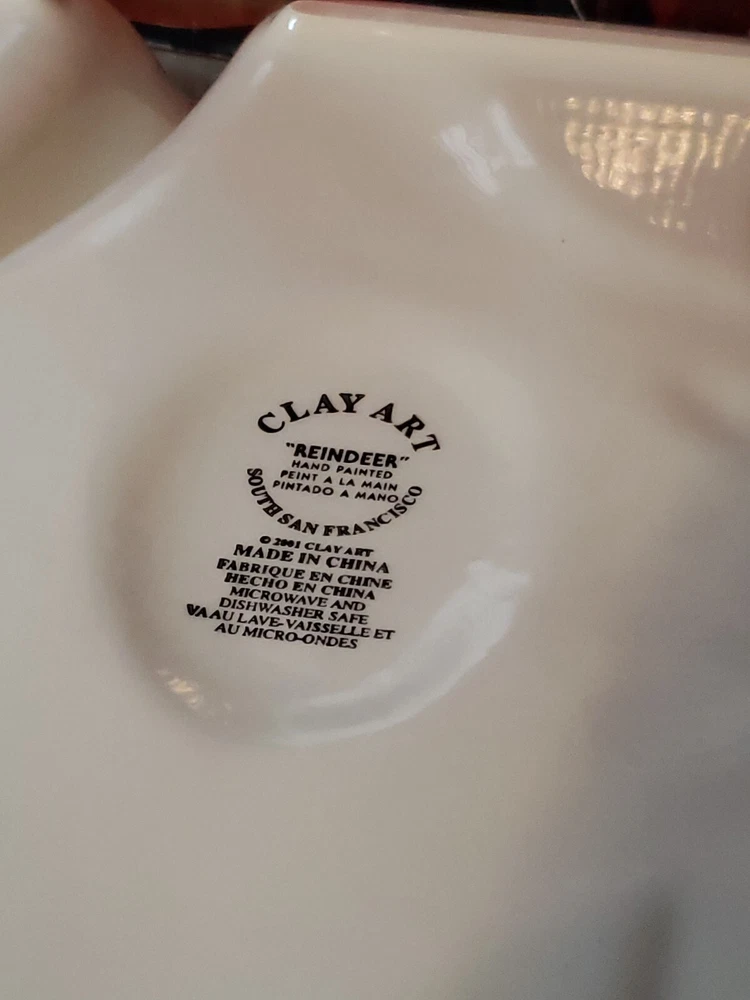 CLAY ART
"REINDEER"
HAND PAINTED
PEINT A LA MAIN
PINTADO A MANO
SOUTH SAN FRANCISCO
© 2001 CLAY ART
MADE IN CHINA
FABRIQUE EN CHINE
HECHO EN CHINA
MICROWAVE AND
DISHWASHER SAFE
VA AU LAVE-VAISSELLE ET
AU MICRO-ONDES